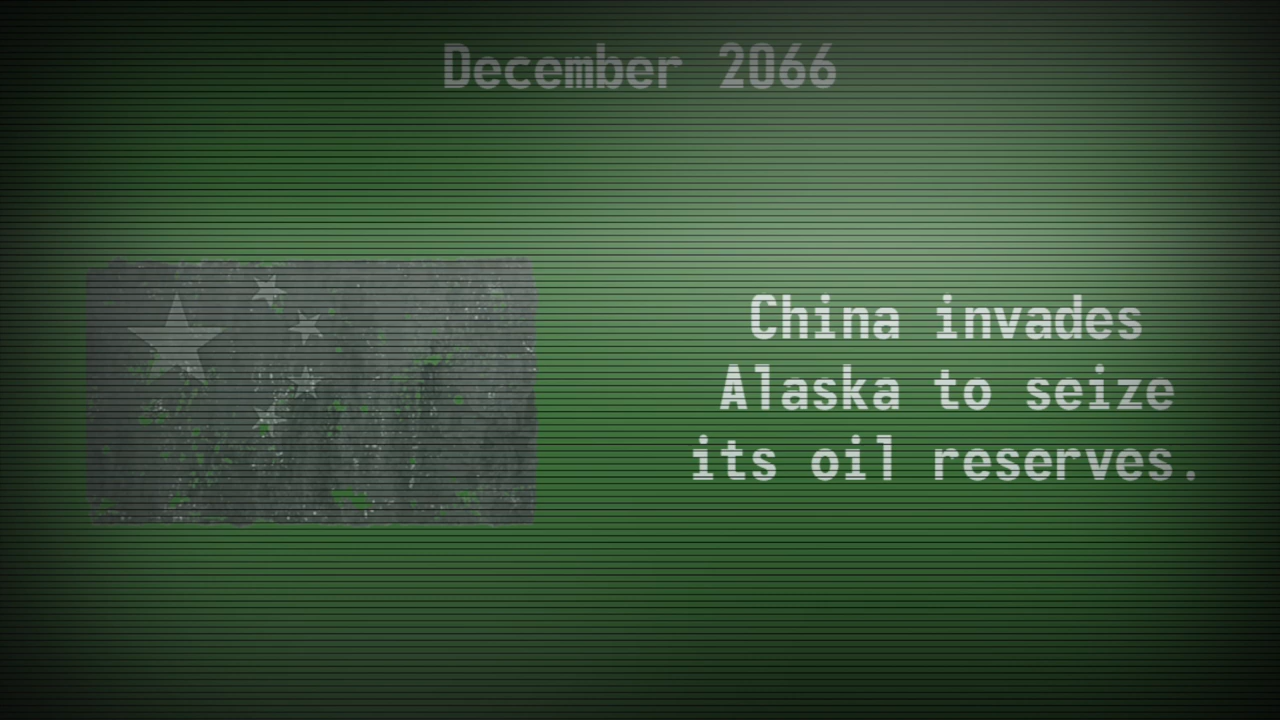 December 2066
China invades
Alaska to seize
its oil reserves.